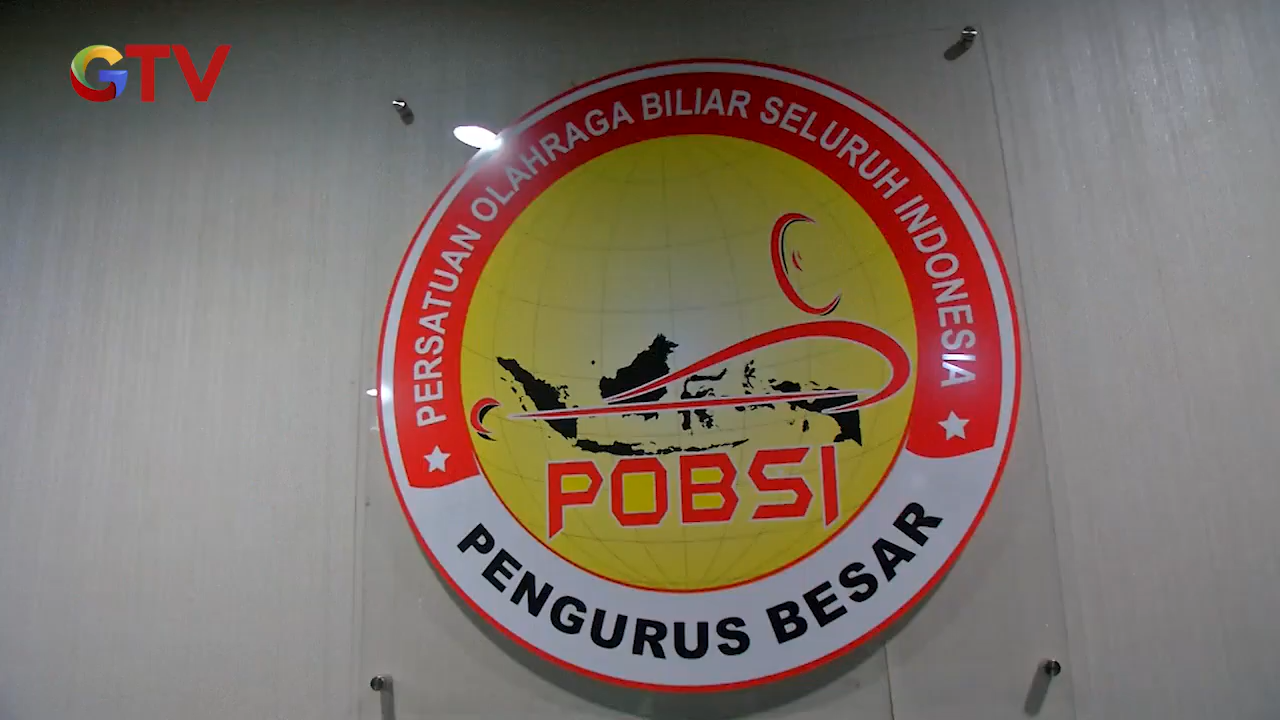 GTV
PERSATUAN OLAHRAGA BILIAR SELURUH INDONESIA
POBSI
PENGURUS BESAR